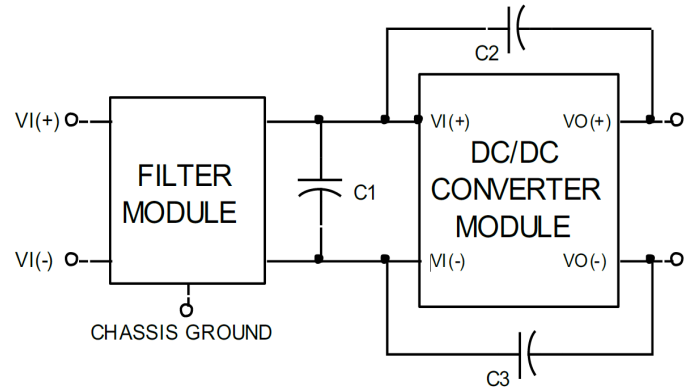 C2
VI(+)
VI(+)
VO(+)
FILTER
MODULE
C1
DC/DC
CONVERTER
MODULE
VI(-)
VI(-)
VO(-)
CHASSIS GROUND
C3